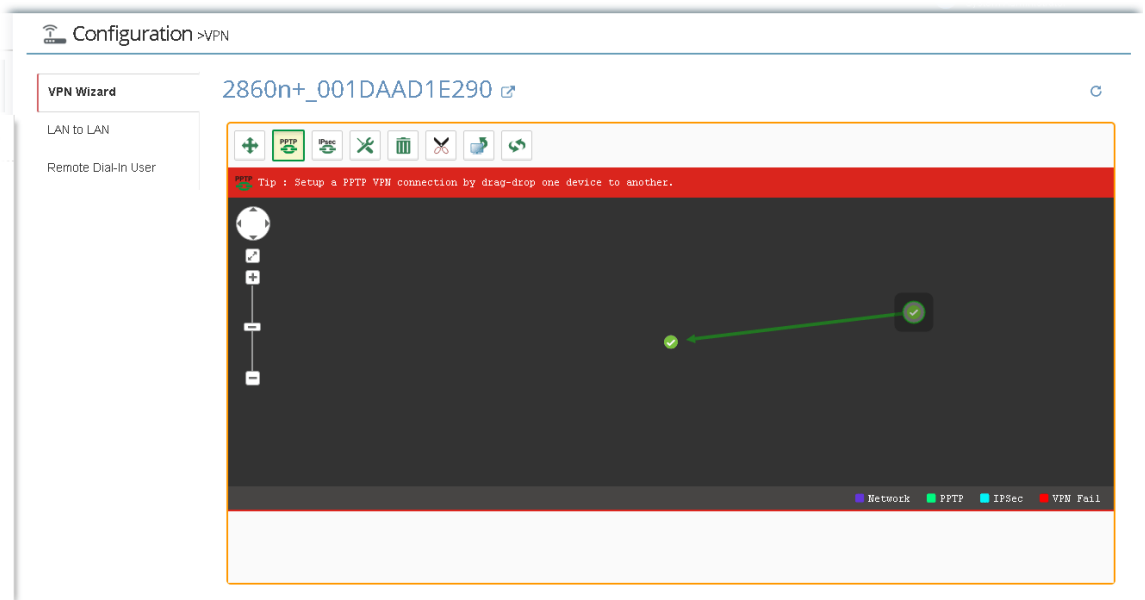 Configuration >VPN
VPN Wizard
LAN to LAN
Remote Dial-In User
2860n+_001DAAD1E290
PPTP
IPsec
PPTP Tip : Setup a PPTP VPN connection by drag-drop one device to another.
Network PPTP IPSec VPN Fail